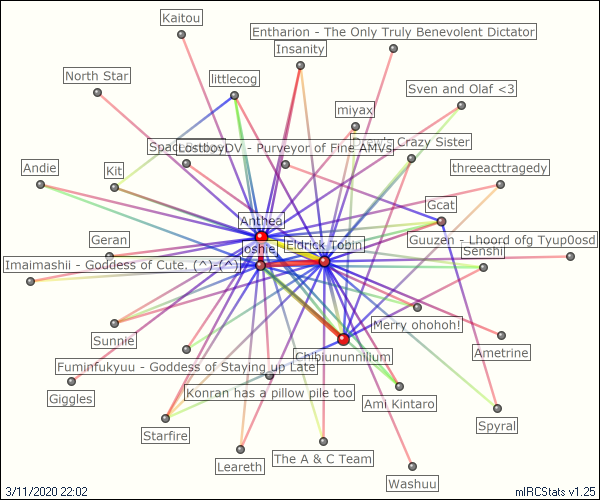 Kaitou
Entharion - The Only Truly Benevolent Dictator
Insanity
North Star
littlecog
Sven and Olaf <3
miyax
Crazy Sister
LostboyDV - Purveyor of Fine AMVs
Andie
Kit
threeacttragedy
Gcat
Anthea
Geran
oshie
Eldrick Tobin
Guuzen - Lhoord ofg Tyup0osd
Senshi
Imaimashii - Goddess of Cute. (^)-(^)
Merry ohohoh!
Sunnie
Ametrine
Chibiunumilium
Fuminfukyuu - Goddess of Staying up Late
Giggles
Konran has a pillow pile too
Ami Kintaro
Spyral
Starfire
Leareth
The A & C Team
Washuu
3/11/2020 22:02
mIRCStats v1.25